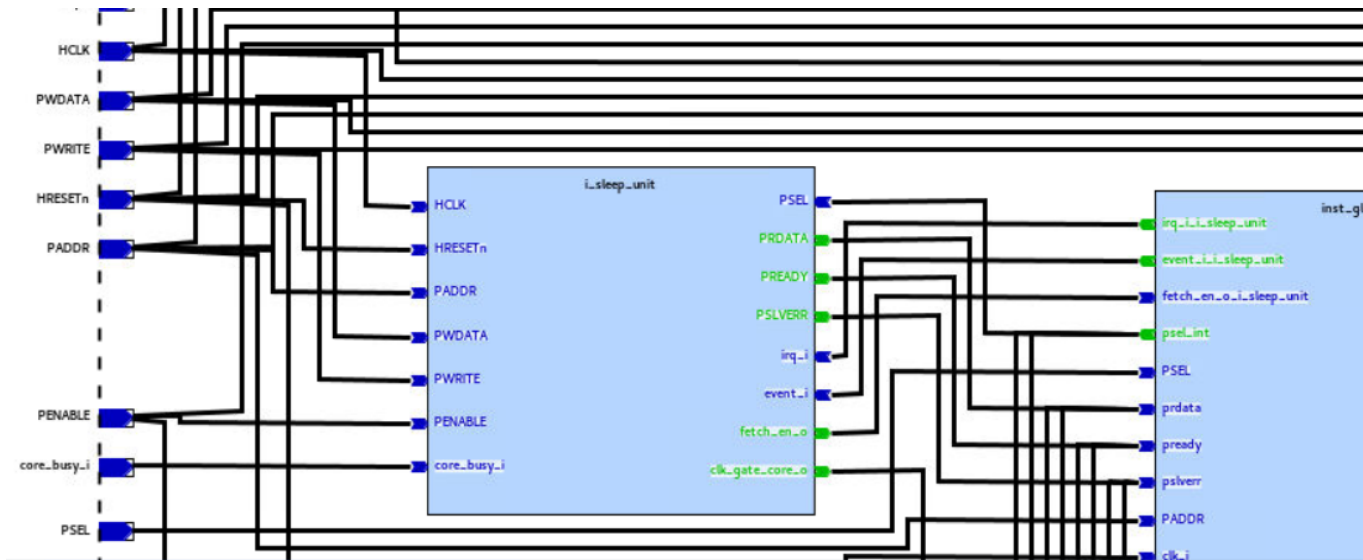 HCLK
PWDATA
PWRITE
HRESETn
PADDR
PENABLE
core_busy_i
PSEL
i_sleep_unit
HCLK
HRESETn
PADDR
PWDATA
PWRITE
PENABLE
core_busy_i
PSEL
PRDATA
PREADY
PSLVERR
irq_i
event_i
fetch_en_o
clk_gate_core_o
irq_i_i_sleep_unit
event_i_i_sleep_unit
fetch_en_o_i_sleep_unit
psel_int
PSEL
prdata
pready
pslverr
PADDR
clk_i